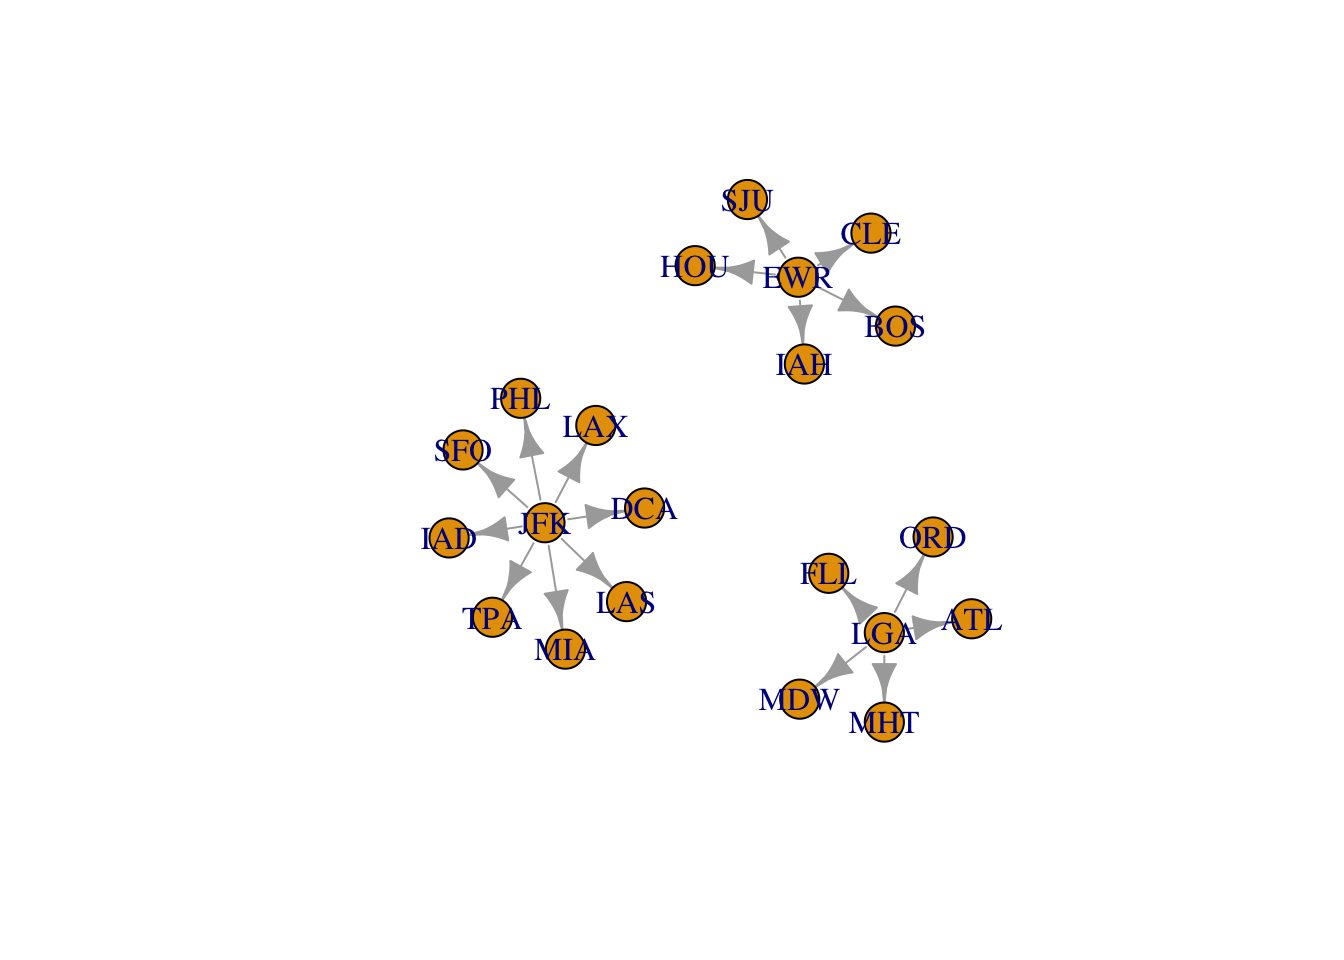 SJU
CLE
HOU
EWR
BOS
IAH
PHL
LAX
SFO
DCA
JFK
IAD
LAS
TPA
MIA
ORD
FLL
ATL
LGA
MDW
MHT